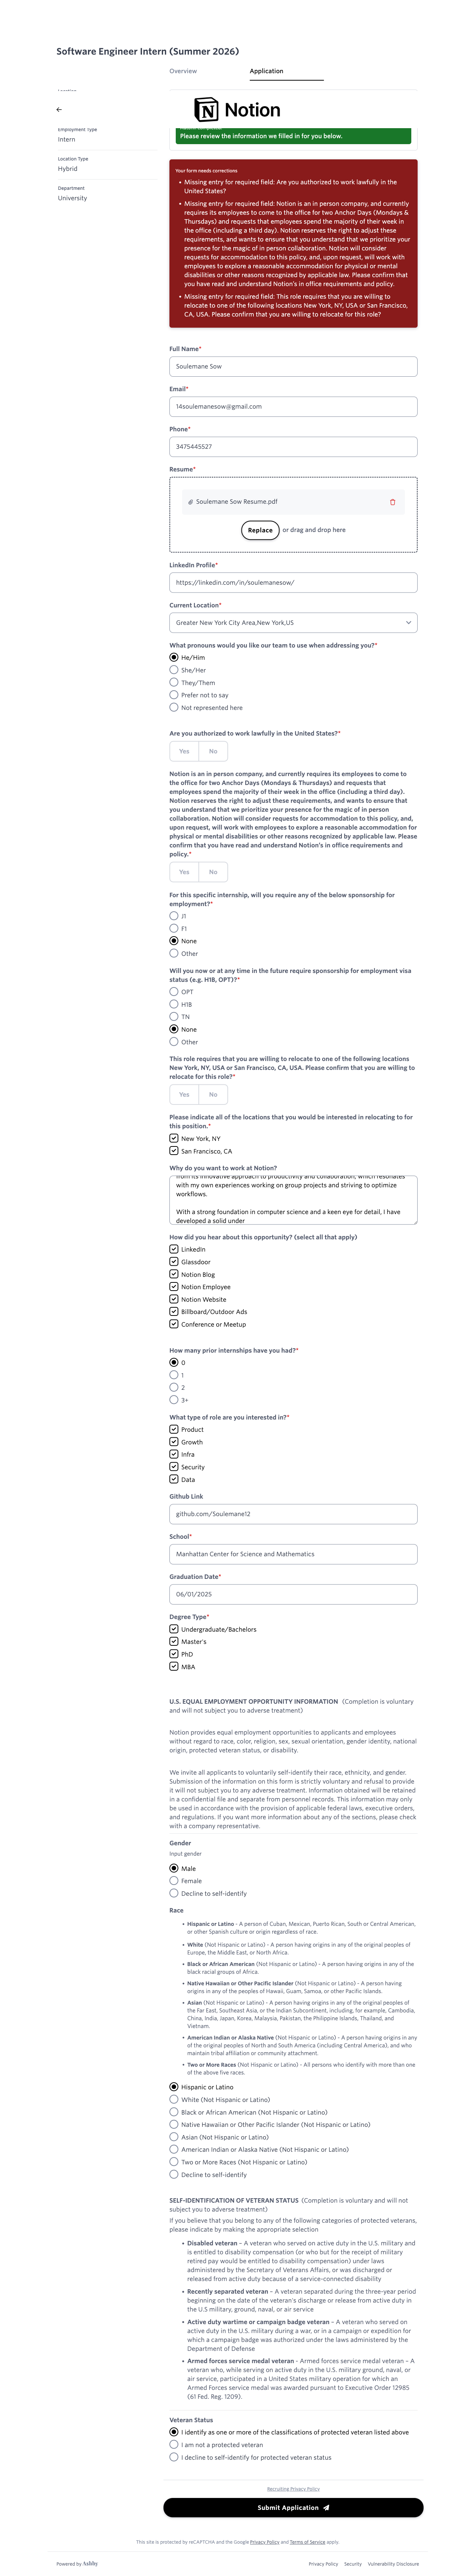 Software Engineer Intern (Summer 2026)
Overview
Application
Notion
Employment Type
Intern
Location Type
Hybrid
Department
University
Please review the information we filled in for you below.
Your form needs corrections
• Missing entry for required field: Are you authorized to work lawfully in the
United States?
• Missing entry for required field: Notion is an in person company, and currently
requires its employees to come to the office for two Anchor Days (Mondays &
Thursdays) and requests that employees spend the majority of their week in
the office (including a third day). Notion reserves the right to adjust these
requirements, and wants to ensure that you understand that we prioritize your
presence for the magic of in person collaboration. Notion will consider
requests for accommodation to this policy, and, upon request, will work with
employees to explore a reasonable accommodation for physical or mental
disabilities or other reasons recognized by applicable law. Please confirm that
you have read and understand Notion's in office requirements and policy.
• Missing entry for required field: This role requires that you are willing to
relocate to one of the following locations New York, NY, USA or San Francisco,
CA, USA. Please confirm that you are willing to relocate for this role?
Full Name*
Soulemane Sow
Email*
14soulemanesow@gmail.com
Phone*
3475445527
Resume*
Soulemane Sow Resume.pdf
Replace or drag and drop here
LinkedIn Profile*
https://linkedin.com/in/soulemanesow/
Current Location*
Greater New York City Area,New York,US
What pronouns would you like our team to use when addressing you?*
He/Him
She/Her
They/Them
Prefer not to say
Not represented here
Are you authorized to work lawfully in the United States?*
Yes No
Notion is an in person company, and currently requires its employees to come to
the office for two Anchor Days (Mondays & Thursdays) and requests that
employees spend the majority of their week in the office (including a third day).
Notion reserves the right to adjust these requirements, and wants to ensure that
you understand that we prioritize your presence for the magic of in person
collaboration. Notion will consider requests for accommodation to this policy, and,
upon request, will work with employees to explore a reasonable accommodation for
physical or mental disabilities or other reasons recognized by applicable law. Please
confirm that you have read and understand Notion's in office requirements and
policy.*
Yes No
For this specific internship, will you require any of the below sponsorship for
employment?*
J1
F1
None
Other
Will you now or at any time in the future require sponsorship for employment visa
status (e.g. H1B, OPT)?*
OPT
H1B
TN
None
Other
This role requires that you are willing to relocate to one of the following locations
New York, NY, USA or San Francisco, CA, USA. Please confirm that you are willing to
relocate for this role?*
Yes No
Please indicate all of the locations that you would be interested in relocating to for
this position.*
New York, NY
San Francisco, CA
Why do you want to work at Notion?
from its innovative approach to productivity and collaboration, which resonates
with my own experiences working on group projects and striving to optimize
workflows.
With a strong foundation in computer science and a keen eye for detail, I have
developed a solid under
How did you hear about this opportunity? (select all that apply)
LinkedIn
Glassdoor
Notion Blog
Notion Employee
Notion Website
Billboard/Outdoor Ads
Conference or Meetup
How many prior internships have you had?*
0
1
2
3+
What type of role are you interested in?*
Product
Growth
Infra
Security
Data
Github Link
github.com/Soulemane12
School*
Manhattan Center for Science and Mathematics
Graduation Date*
06/01/2025
Degree Type*
Undergraduate/Bachelors
Master's
PhD
MBA
U.S. EQUAL EMPLOYMENT OPPORTUNITY INFORMATION (Completion is voluntary
and will not subject you to adverse treatment)
Notion provides equal employment opportunities to applicants and employees
without regard to race, color, religion, sex, sexual orientation, gender identity, national
origin, protected veteran status, or disability.
We invite all applicants to voluntarily self-identify their race, ethnicity, and gender.
Submission of the information on this form is strictly voluntary and refusal to provide
it will not subject you to any adverse treatment. Information obtained will be retained
in a confidential file and separate from personnel records. This information may only
be used in accordance with the provision of applicable federal laws, executive orders,
and regulations. If you want more information about any of the sections, please check
with a company representative.
Gender
Input gender
Male
Female
Decline to self-identify
Race
• Hispanic or Latino - A person of Cuban, Mexican, Puerto Rican, South or Central American,
or other Spanish culture or origin regardless of race.
• White (Not Hispanic or Latino) - A person having origins in any of the original peoples of
Europe, the Middle East, or North Africa.
• Black or African American (Not Hispanic or Latino) - A person having origins in any of the
black racial groups of Africa.
• Native Hawaiian or Other Pacific Islander (Not Hispanic or Latino) - A person having
origins in any of the peoples of Hawaii, Guam, Samoa, or other Pacific Islands.
• Asian (Not Hispanic or Latino) - A person having origins in any of the original peoples of
the Far East, Southeast Asia, or the Indian Subcontinent, including, for example, Cambodia,
China, India, Japan, Korea, Malaysia, Pakistan, the Philippine Islands, Thailand, and
Vietnam.
• American Indian or Alaska Native (Not Hispanic or Latino) - A person having origins in any
of the original peoples of North and South America (including Central America), and who
maintain tribal affiliation or community attachment.
• Two or More Races (Not Hispanic or Latino) - All persons who identify with more than one
of the above five races.
Hispanic or Latino
White (Not Hispanic or Latino)
Black or African American (Not Hispanic or Latino)
Native Hawaiian or Other Pacific Islander (Not Hispanic or Latino)
Asian (Not Hispanic or Latino)
American Indian or Alaska Native (Not Hispanic or Latino)
Two or More Races (Not Hispanic or Latino)
Decline to self-identify
SELF-IDENTIFICATION OF VETERAN STATUS (Completion is voluntary and will not
subject you to adverse treatment)
If you believe that you belong to any of the following categories of protected veterans,
please indicate by making the appropriate selection
• Disabled veteran – A veteran who served on active duty in the U.S. military and
is entitled to disability compensation (or who but for the receipt of military
retired pay would be entitled to disability compensation) under laws
administered by the Secretary of Veterans Affairs, or was discharged or
released from active duty because of a service-connected disability
• Recently separated veteran – A veteran separated during the three-year period
beginning on the date of the veteran's discharge or release from active duty in
the U.S military, ground, naval, or air service
• Active duty wartime or campaign badge veteran – A veteran who served on
active duty in the U.S. military during a war, or in a campaign or expedition for
which a campaign badge was authorized under the laws administered by the
Department of Defense
• Armed forces service medal veteran - Armed forces service medal veteran – A
veteran who, while serving on active duty in the U.S. military ground, naval, or
air service, participated in a United States military operation for which an
Armed Forces service medal was awarded pursuant to Executive Order 12985
(61 Fed. Reg. 1209).
Veteran Status
I identify as one or more of the classifications of protected veteran listed above
I am not a protected veteran
I decline to self-identify for protected veteran status
Recruiting Privacy Policy
Submit Application
This site is protected by reCAPTCHA and the Google Privacy Policy and Terms of Service apply.
Powered by Ashby
Privacy Policy Security Vulnerability Disclosure